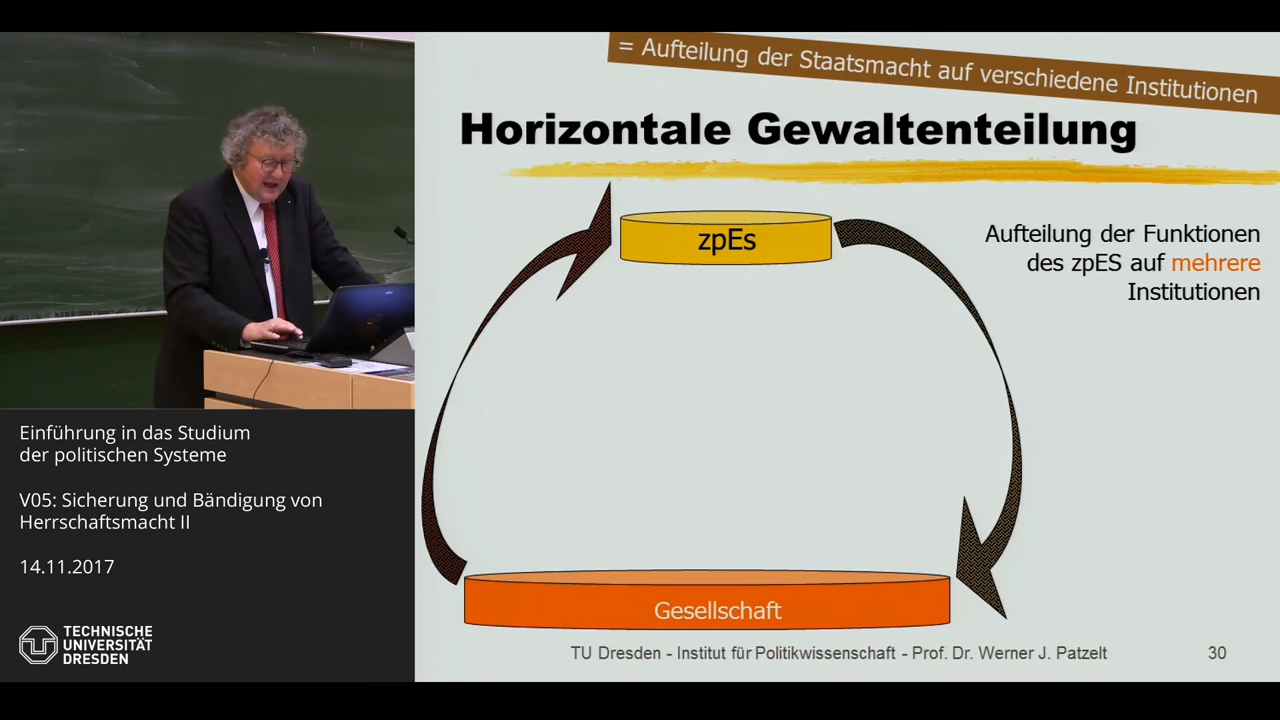 = Aufteilung der Staatsmacht auf verschiedene Institutionen
Horizontale Gewaltenteilung
zpEs
Aufteilung der Funktionen
des zpES auf mehrere
Institutionen
Gesellschaft
TU Dresden - Institut für Politikwissenschaft - Prof. Dr. Werner J. Patzelt
30
Einführung in das Studium
der politischen Systeme
V05: Sicherung und Bändigung von
Herrschaftsmacht II
14.11.2017
TECHNISCHE
UNIVERSITÄT
DRESDEN